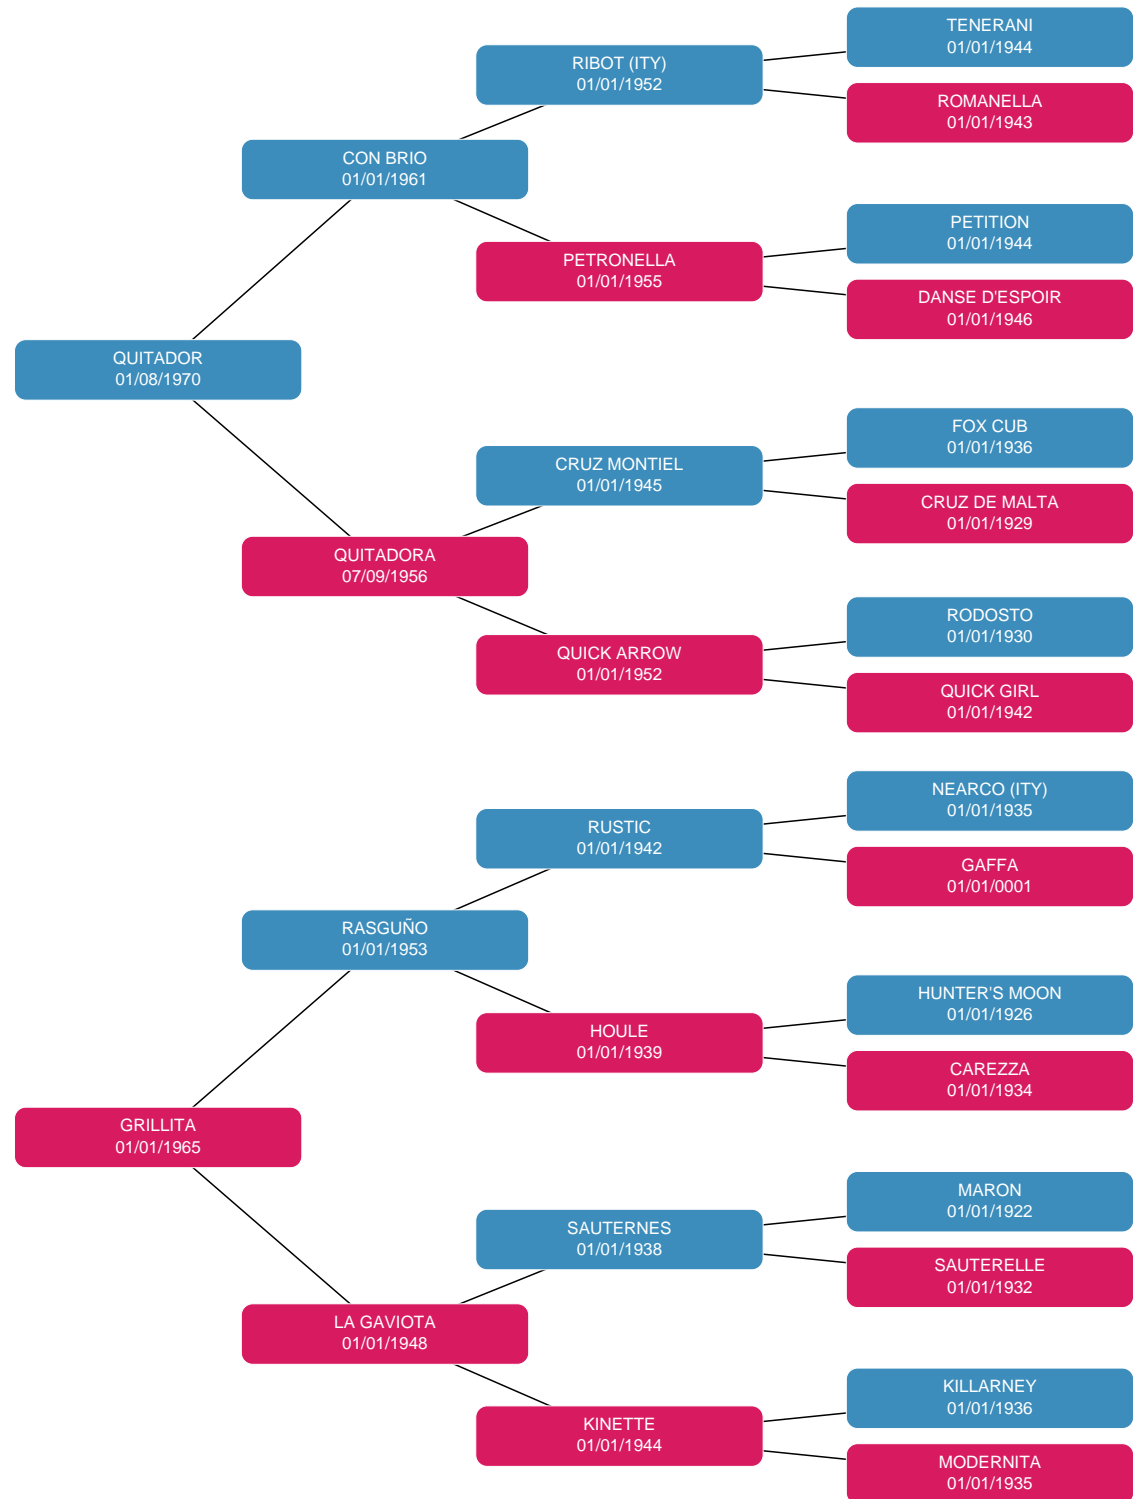 TENERANI
01/01/1944
RIBOT (ITY)
01/01/1952
ROMANELLA
01/01/1943
CON BRIO
01/01/1961
PETITION
01/01/1944
PETRONELLA
01/01/1955
DANSE D'ESPOIR
01/01/1946
QUITADOR
01/08/1970
FOX CUB
01/01/1936
CRUZ MONTIEL
01/01/1945
CRUZ DE MALTA
01/01/1929
QUITADORA
07/09/1956
RODOSTO
01/01/1930
QUICK ARROW
01/01/1952
QUICK GIRL
01/01/1942
NEARCO (ITY)
01/01/1935
RUSTIC
01/01/1942
GAFFA
01/01/0001
RASGUÑO
01/01/1953
HUNTER'S MOON
01/01/1926
HOULE
01/01/1939
CAREZZA
01/01/1934
GRILLITA
01/01/1965
MARON
01/01/1922
SAUTERNES
01/01/1938
SAUTERELLE
01/01/1932
LA GAVIOTA
01/01/1948
KILLARNEY
01/01/1936
KINETTE
01/01/1944
MODERNITA
01/01/1935